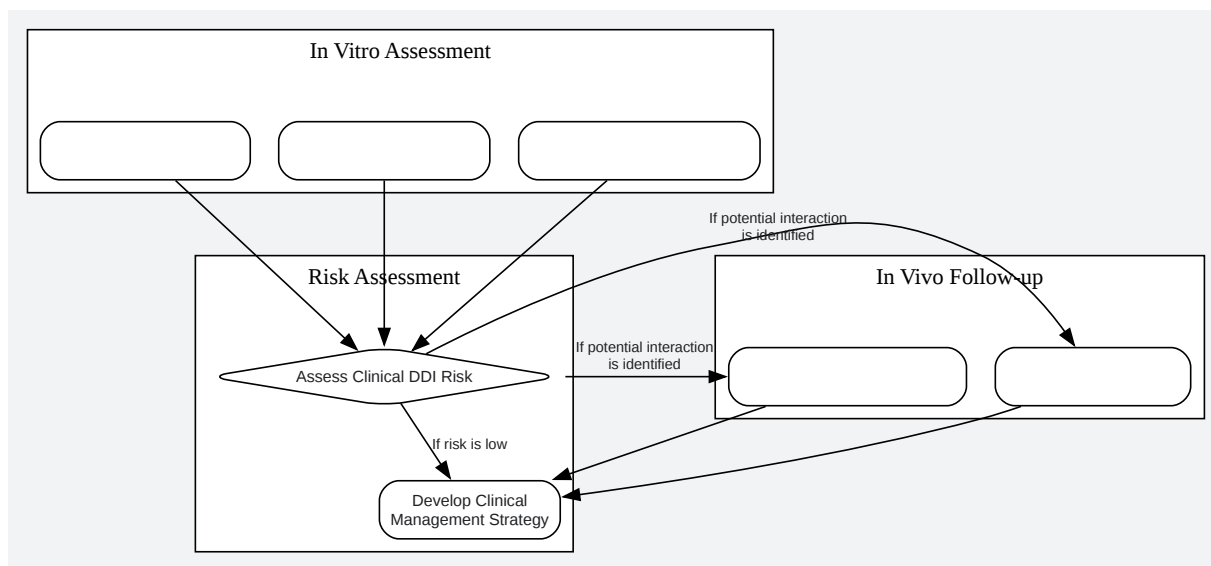 In Vitro Assessment
If potential interaction
is identified
Risk Assessment
In Vivo Follow-up
If potential interaction
is identified
Assess Clinical DDI Risk
If risk is low
Develop Clinical
Management Strategy